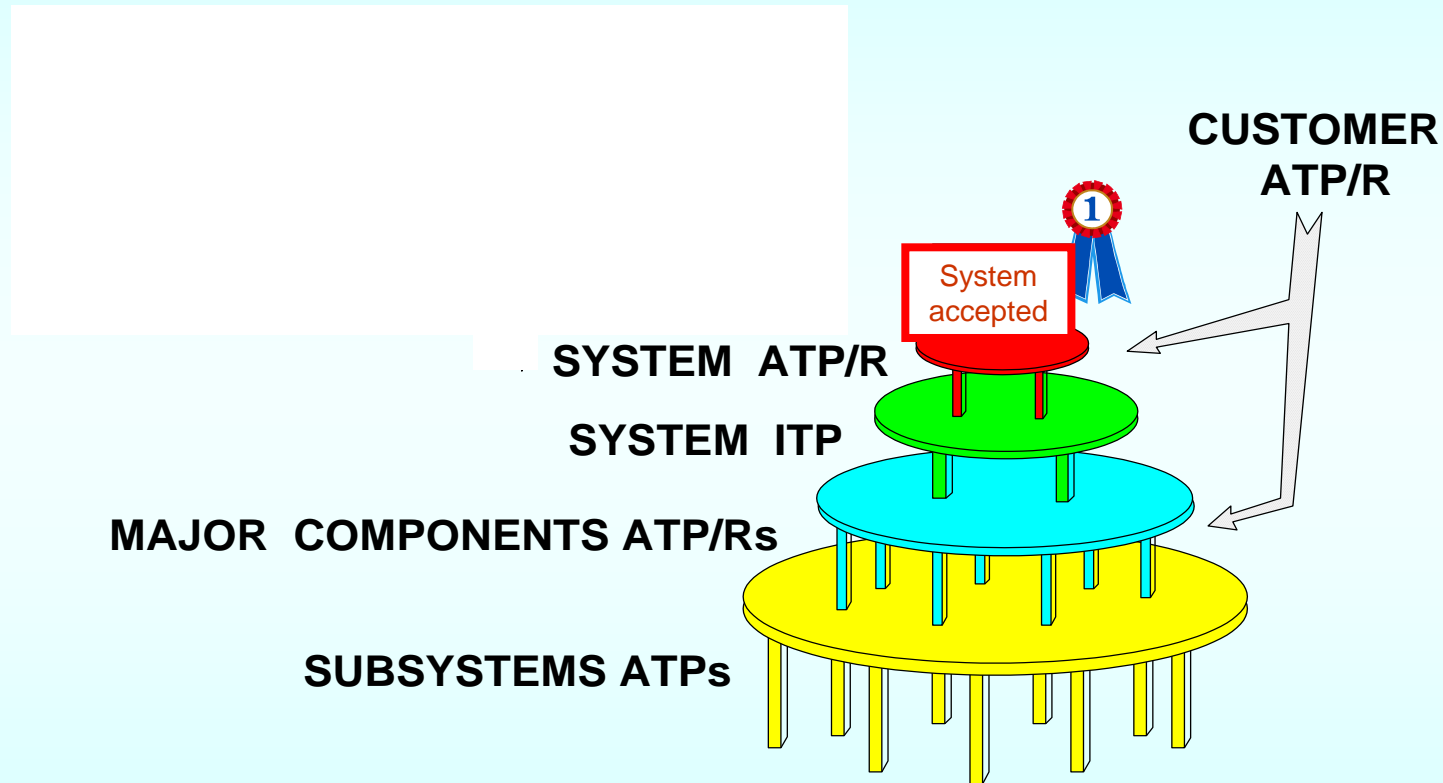 CUSTOMER
ATP/R
1
System
accepted
. SYSTEM ATP/R
SYSTEM ITP
MAJOR COMPONENTS ATP/Rs
SUBSYSTEMS ATPs